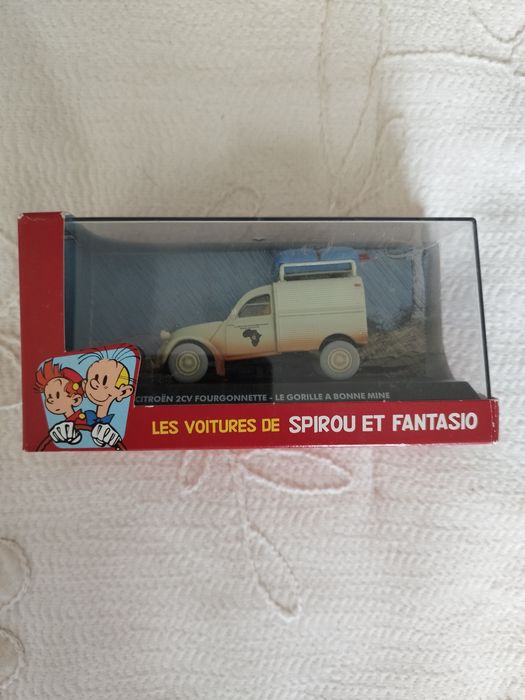 CITROËN 2CV FOURGONNETTE - LE GORILLE A BONNE MINE
LES VOITURES DE SPIROU ET FANTASIO